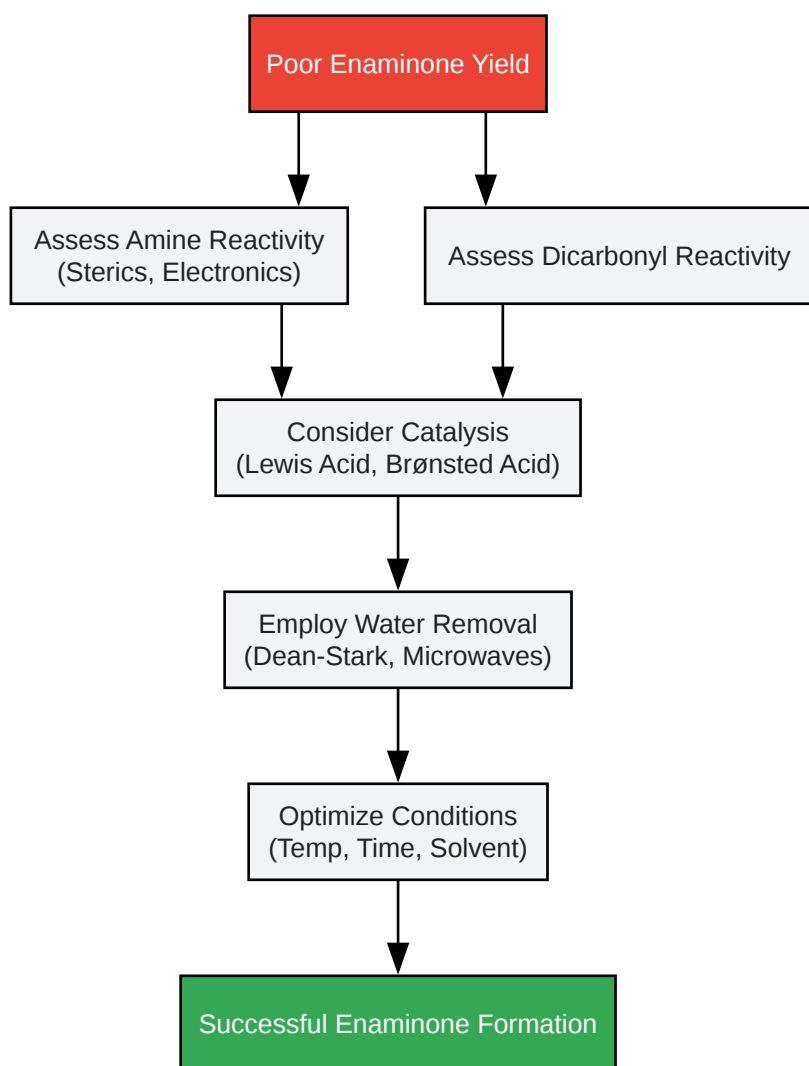 Poor Enaminone Yield
Assess Amine Reactivity
(Sterics, Electronics)
Assess Dicarbonyl Reactivity
Consider Catalysis
(Lewis Acid, Brønsted Acid)
Employ Water Removal
(Dean-Stark, Microwaves)
Optimize Conditions
(Temp, Time, Solvent)
Successful Enaminone Formation